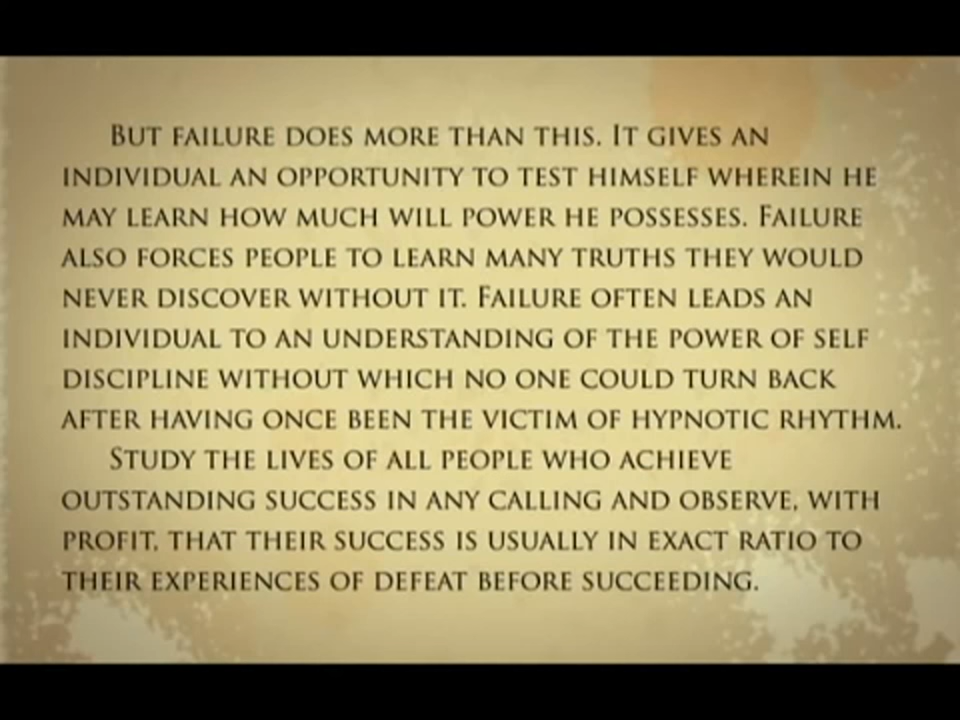 But failure does more than this. It gives an
individual an opportunity to test himself wherein he
may learn how much will power he possesses. Failure
also forces people to learn many truths they would
never discover without it. Failure often leads an
individual to an understanding of the power of self
discipline without which no one could turn back
after having once been the victim of hypnotic rhythm.
Study the lives of all people who achieve
outstanding success in any calling and observe, with
profit, that their success is usually in exact ratio to
their experiences of defeat before succeeding.